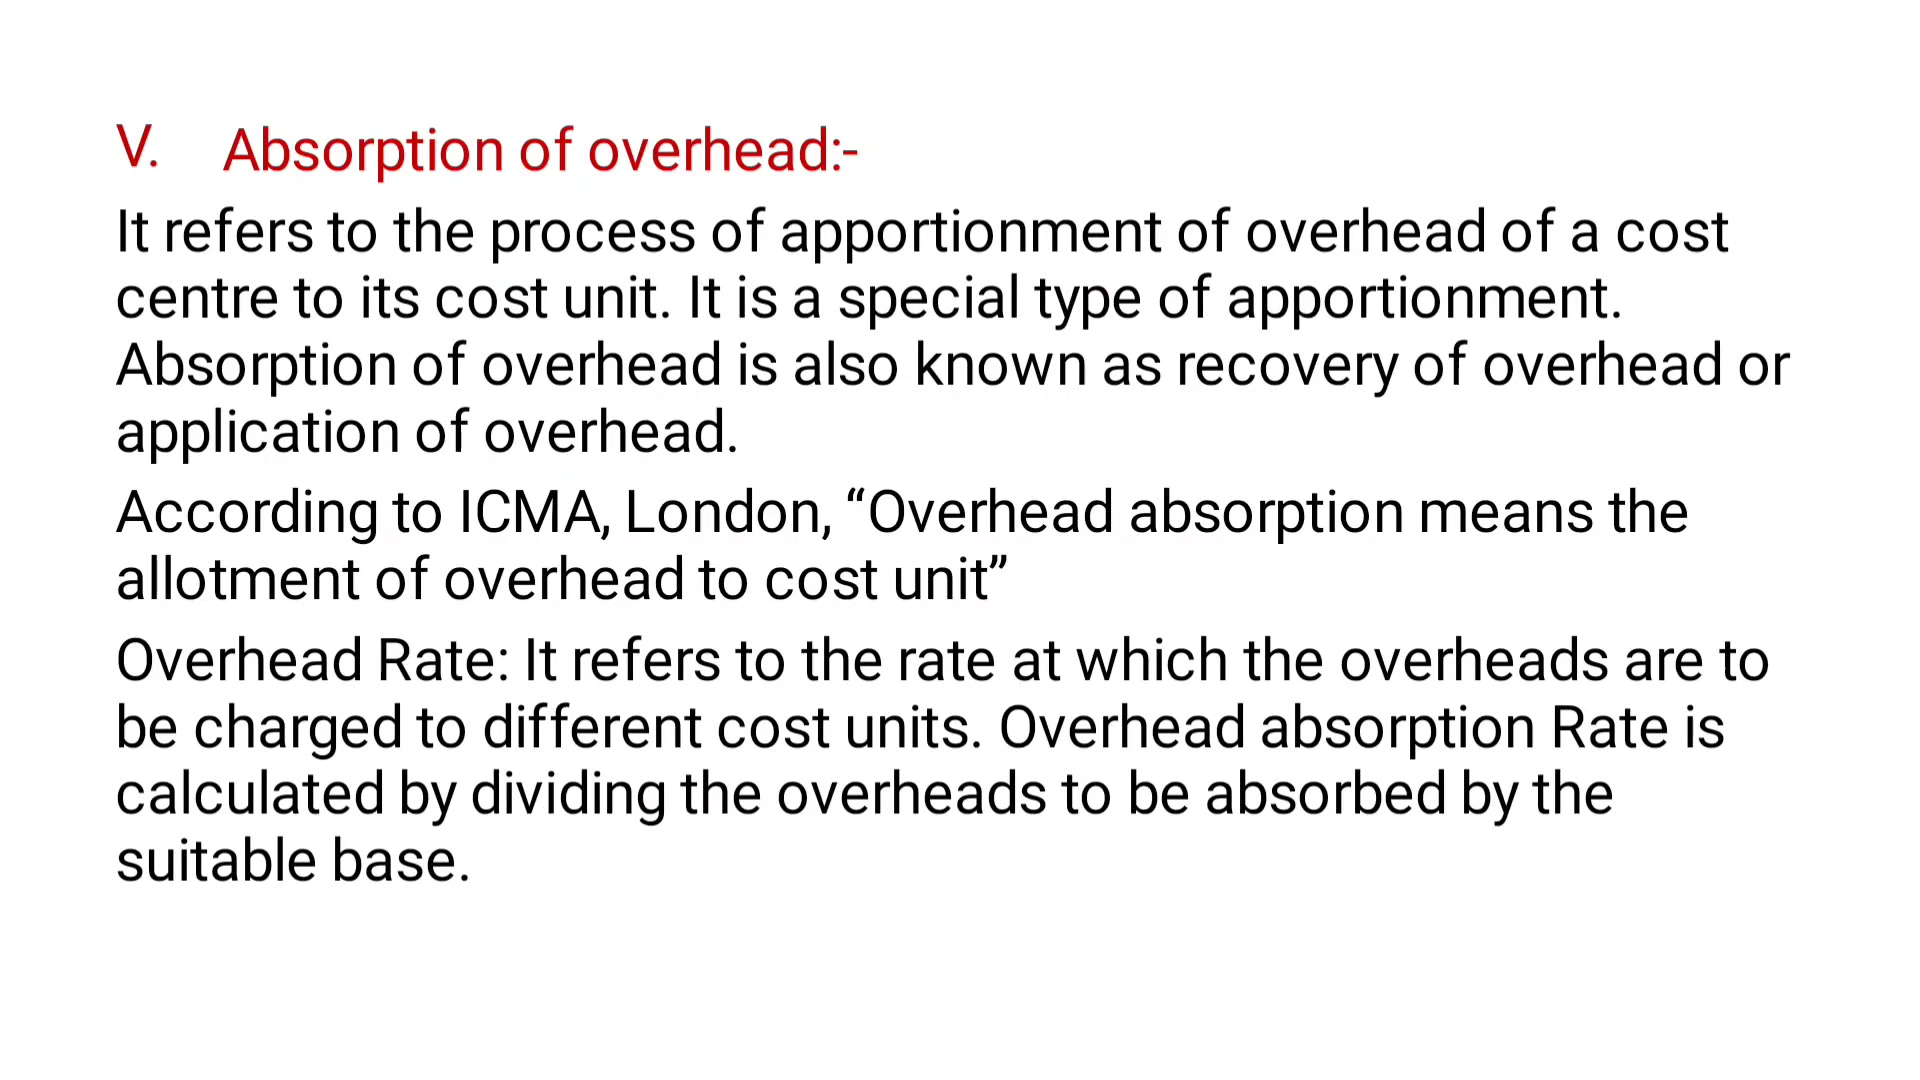 V. Absorption of overhead:-
It refers to the process of apportionment of overhead of a cost
centre to its cost unit. It is a special type of apportionment.
Absorption of overhead is also known as recovery of overhead or
application of overhead.
According to ICMA, London, “Overhead absorption means the
allotment of overhead to cost unit”
Overhead Rate: It refers to the rate at which the overheads are to
be charged to different cost units. Overhead absorption Rate is
calculated by dividing the overheads to be absorbed by the
suitable base.